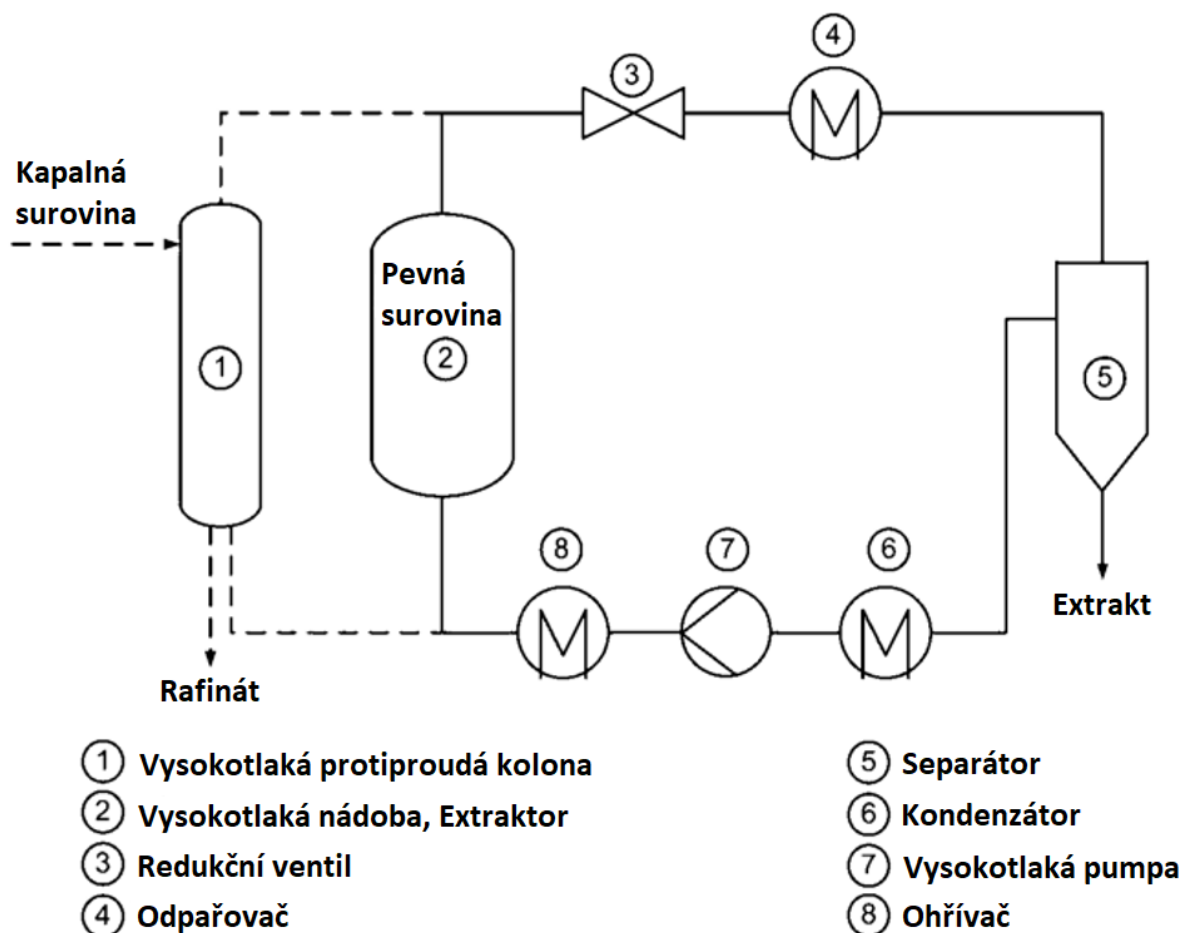 4
3
Kapalná
surovina
Pevná
surovina
2
1
5
8
7
6
Extrakt
Rafinát
1 Vysokotlaká protiproudá kolona
2 Vysokotlaká nádoba, Extraktor
3 Redukční ventil
4 Odpařovač
5 Separátor
6 Kondenzátor
7 Vysokotlaká pumpa
8 Ohřívač